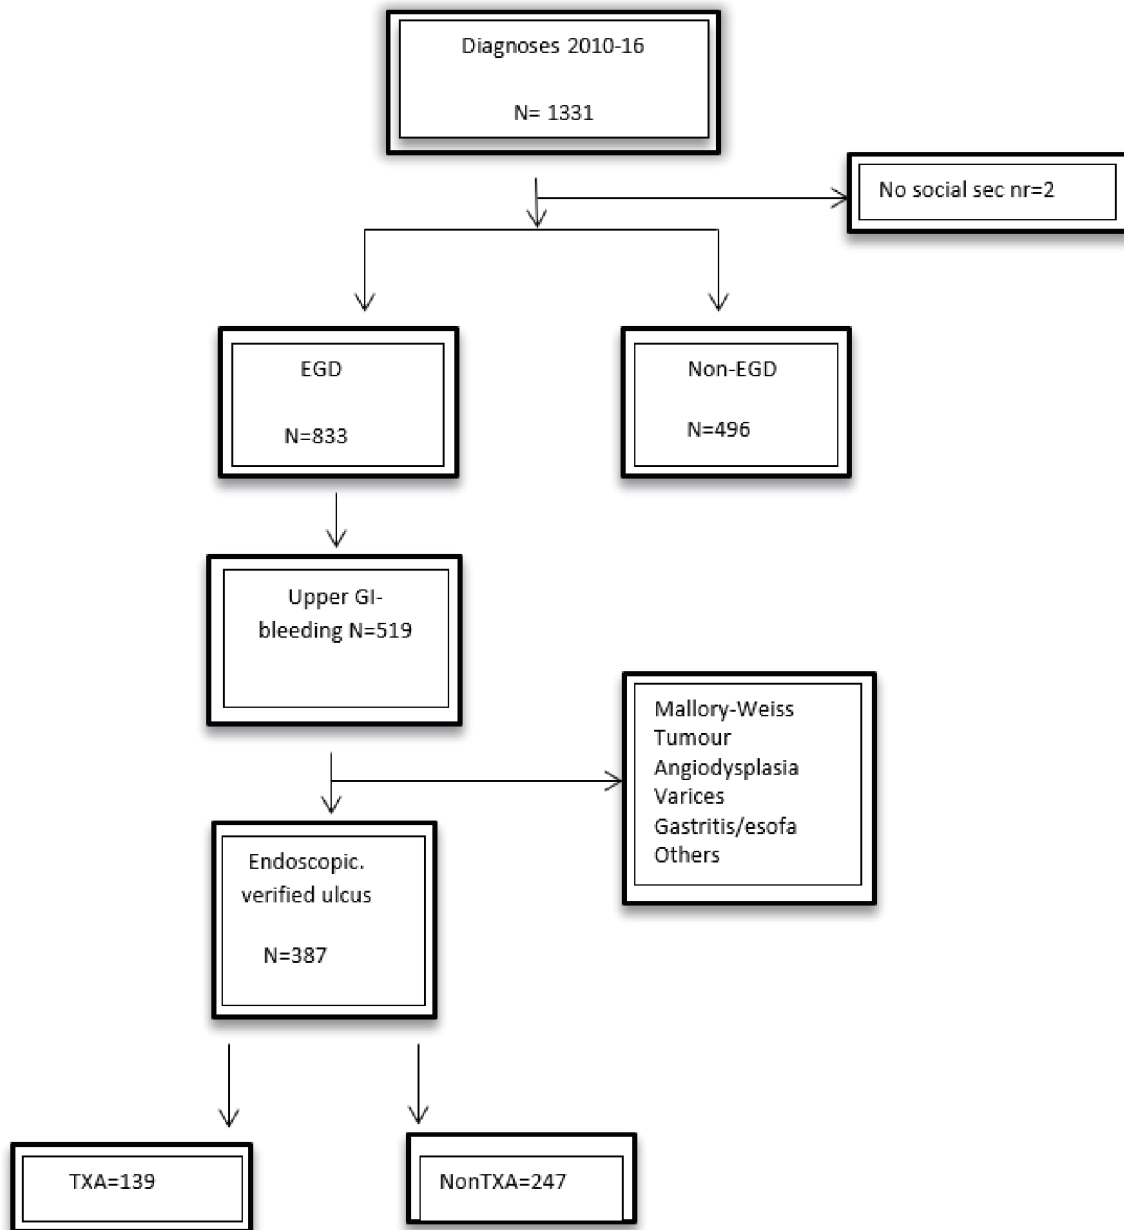 Diagnoses 2010-16
N= 1331
No social sec nr=2
EGD
N=833
Non-EGD
N=496
Upper GI-
bleeding N=519
Mallory-Weiss
Tumour
Angiodysplasia
Varices
Gastritis/esofa
Others
Endoscopic.
verified ulcus
N=387
TXA=139
NonTXA=247